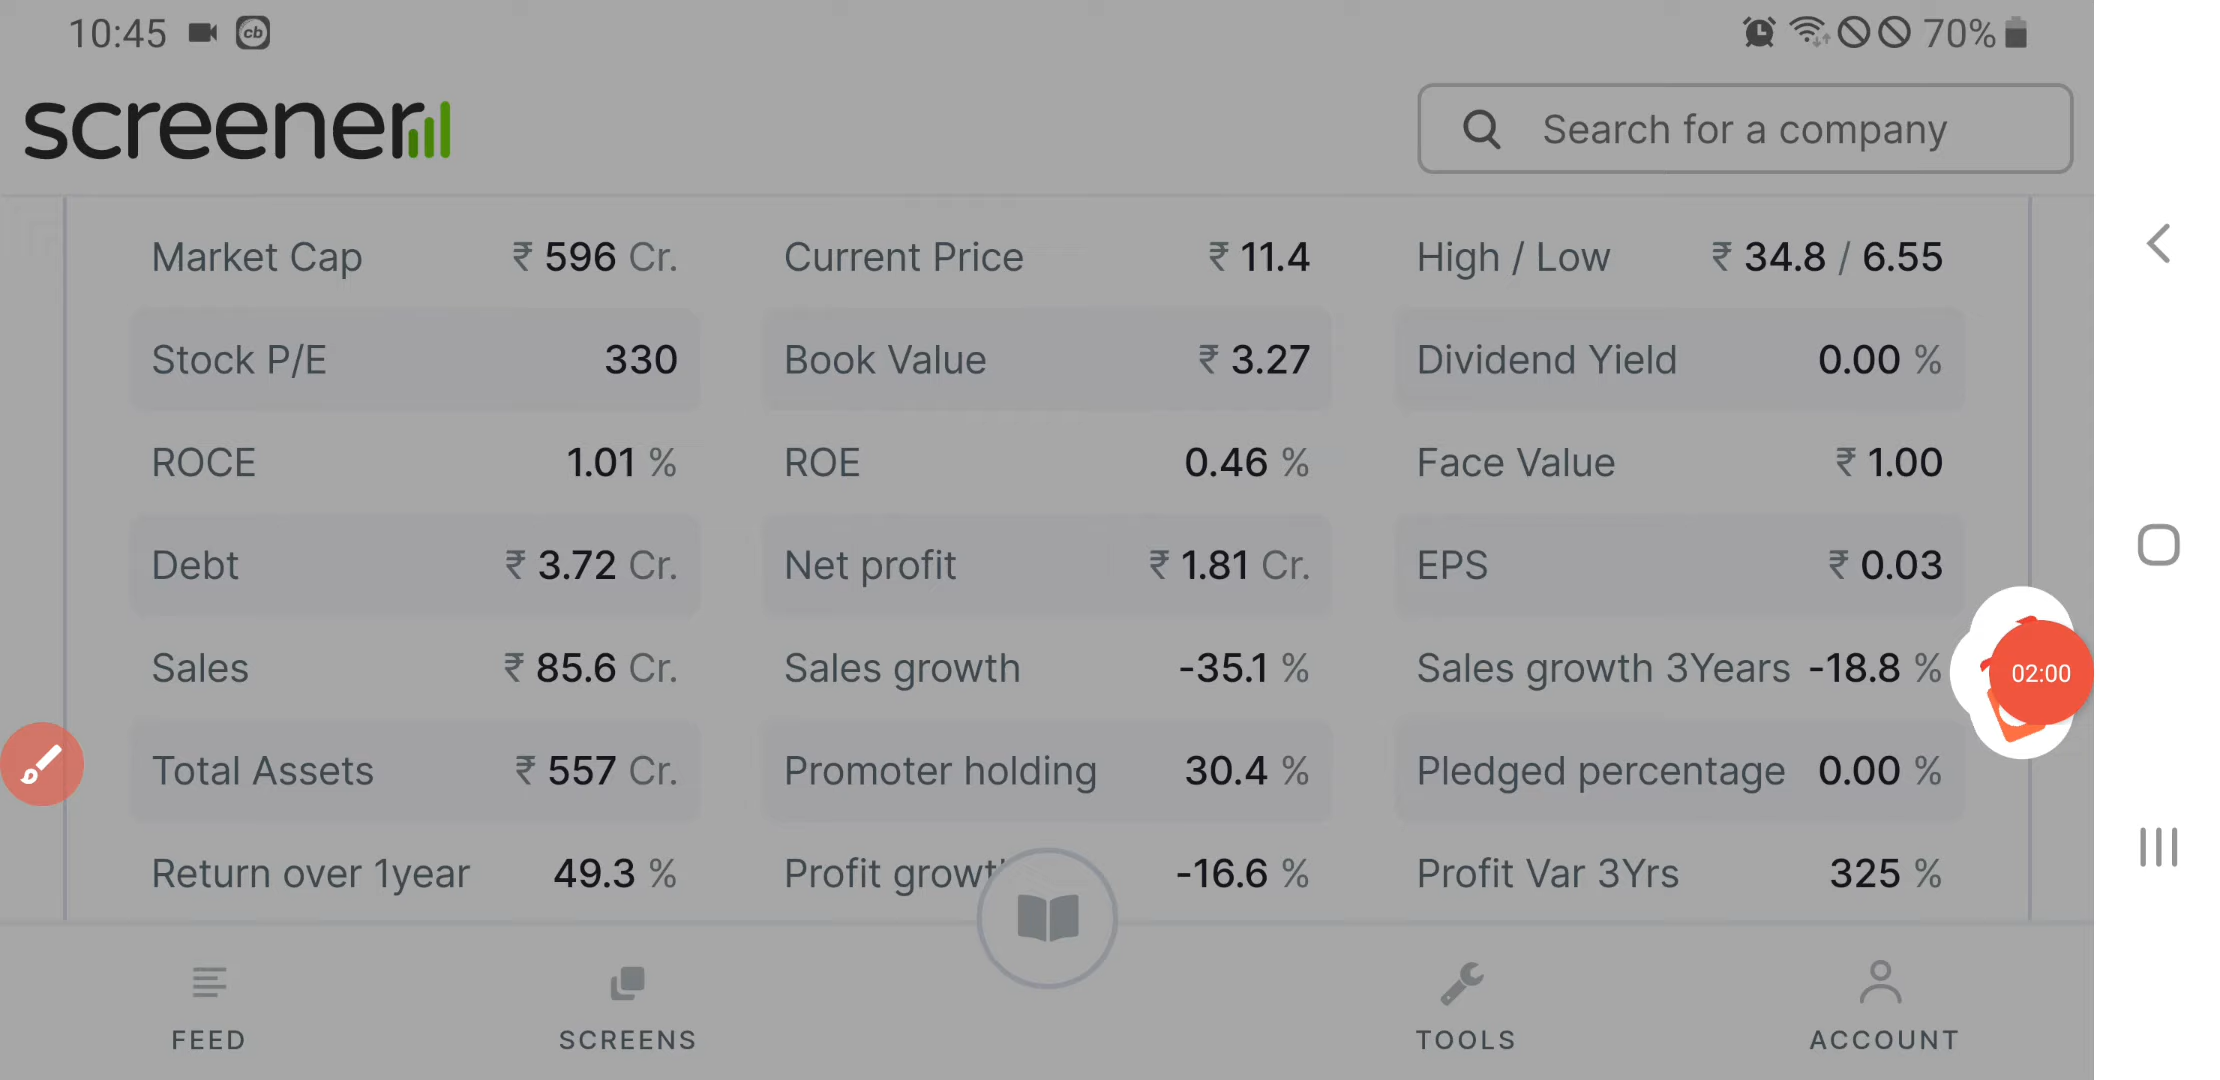 10:45 cb 70%
screener Search for a company
Market Cap ₹ 596 Cr. Current Price ₹ 11.4 High / Low ₹ 34.8 / 6.55
Stock P/E 330 Book Value ₹ 3.27 Dividend Yield 0.00 %
ROCE 1.01 % ROE 0.46 % Face Value ₹ 1.00
Debt ₹ 3.72 Cr. Net profit ₹ 1.81 Cr. EPS ₹ 0.03
Sales ₹ 85.6 Cr. Sales growth -35.1 % Sales growth 3Years -18.8 % 02:00
Total Assets ₹ 557 Cr. Promoter holding 30.4 % Pledged percentage 0.00 %
Return over 1year 49.3 % Profit growt -16.6 % Profit Var 3Yrs 325 %
FEED SCREENS TOOLS ACCOUNT